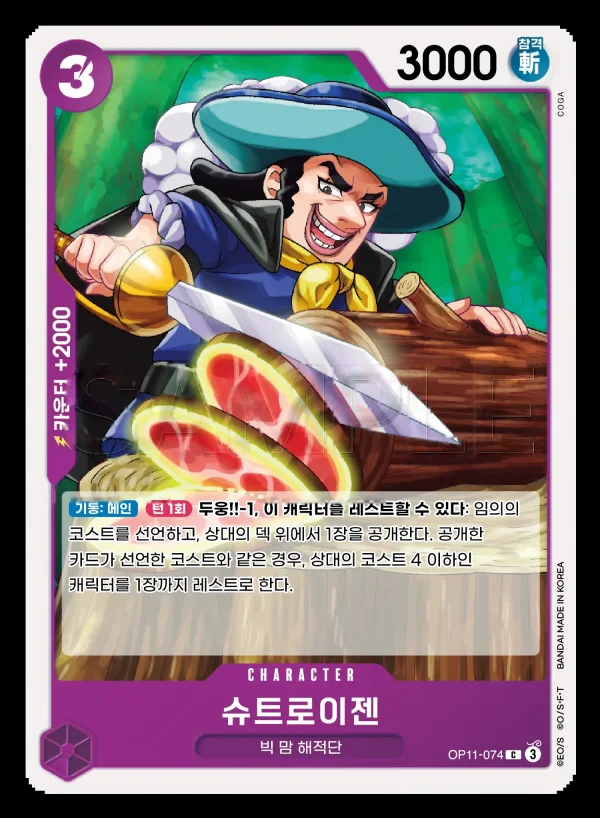 3
3000
참격
斬
COGA
카운터 +2000
SAMPLE
기동: 메인 턴 1회 두웅!!-1, 이 캐릭터를 레스트할 수 있다: 임의의
코스트를 선언하고, 상대의 덱 위에서 1장을 공개한다. 공개한
카드가 선언한 코스트와 같은 경우, 상대의 코스트 4 이하인
캐릭터를 1장까지 레스트로 한다.
©EO/S ©O/S·F·T BANDAI MADE IN KOREA
CHARACTER
슈트로이젠
빅 맘 해적단
OP11-074 C 3